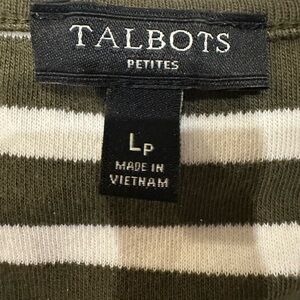 TALBOTS
PETITES
LP
MADE IN
VIETNAM